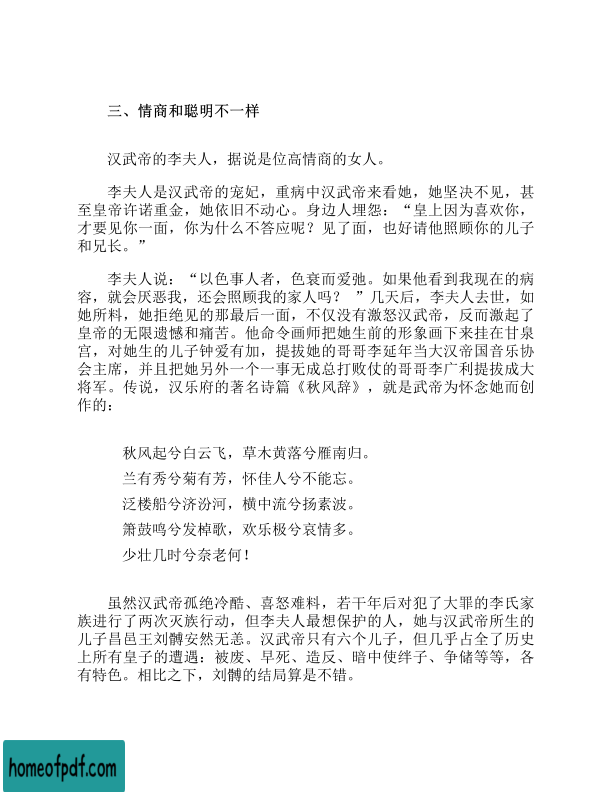 三、情商和聪明不一样
汉武帝的李夫人，据说是位高情商的女人。
李夫人是汉武帝的宠妃，重病中汉武帝来看她，她坚决不见，甚
至皇帝许诺重金，她依旧不动心。身边人埋怨：“皇上因为喜欢你，
才要见你一面，你为什么不答应呢？见了面，也好请他照顾你的儿子
和兄长。”
李夫人说：“以色事人者，色衰而爱弛。如果他看到我现在的病
容，就会厌恶我，还会照顾我的家人吗？ ”几天后，李夫人去世，如
她所料，她拒绝见的那最后一面，不仅没有激怒汉武帝，反而激起了
皇帝的无限遗憾和痛苦。他命令画师把她生前的形象画下来挂在甘泉
宫，对她生的儿子钟爱有加，提拔她的哥哥李延年当大汉帝国音乐协
会主席，并且把她另外一个一事无成总打败仗的哥哥李广利提拔成大
将军。传说，汉乐府的著名诗篇《秋风辞》，就是武帝为怀念她而创
作的：
秋风起兮白云飞，草木黄落兮雁南归。
兰有秀兮菊有芳，怀佳人兮不能忘。
泛楼船兮济汾河，横中流兮扬素波。
箫鼓鸣兮发棹歌，欢乐极兮哀情多。
少壮几时兮奈老何！
虽然汉武帝孤绝冷酷、喜怒难料，若干年后对犯了大罪的李氏家
族进行了两次灭族行动，但李夫人最想保护的人，她与汉武帝所生的
儿子昌邑王刘髆安然无恙。汉武帝只有六个儿子，但几乎占全了历史
上所有皇子的遭遇：被废、早死、造反、暗中使绊子、争储等等，各
有特色。相比之下，刘髆的结局算是不错。
homeofpdf.com